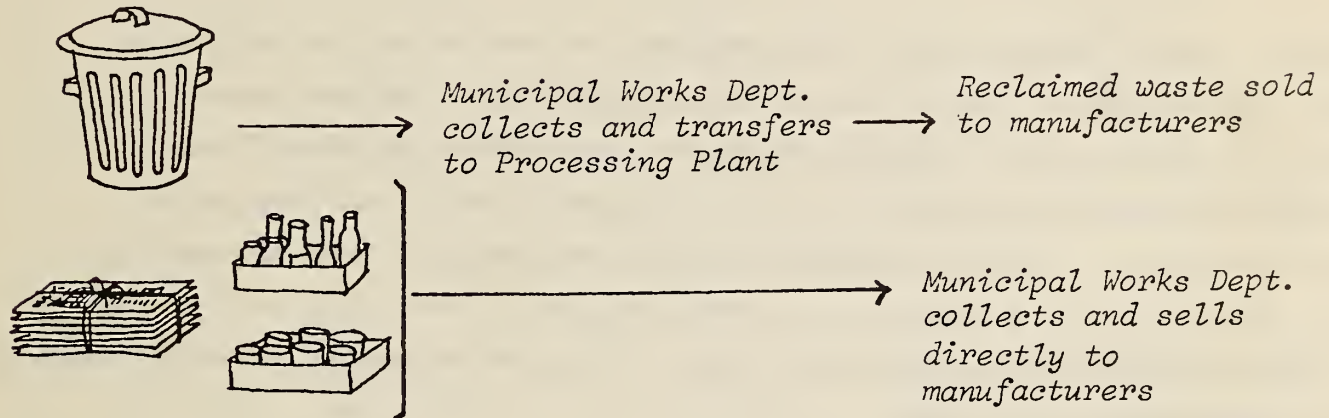 Municipal Works Dept.
collects and transfers
to Processing Plant
Reclaimed waste sold
to manufacturers
Municipal Works Dept.
collects and sells
directly to
manufacturers